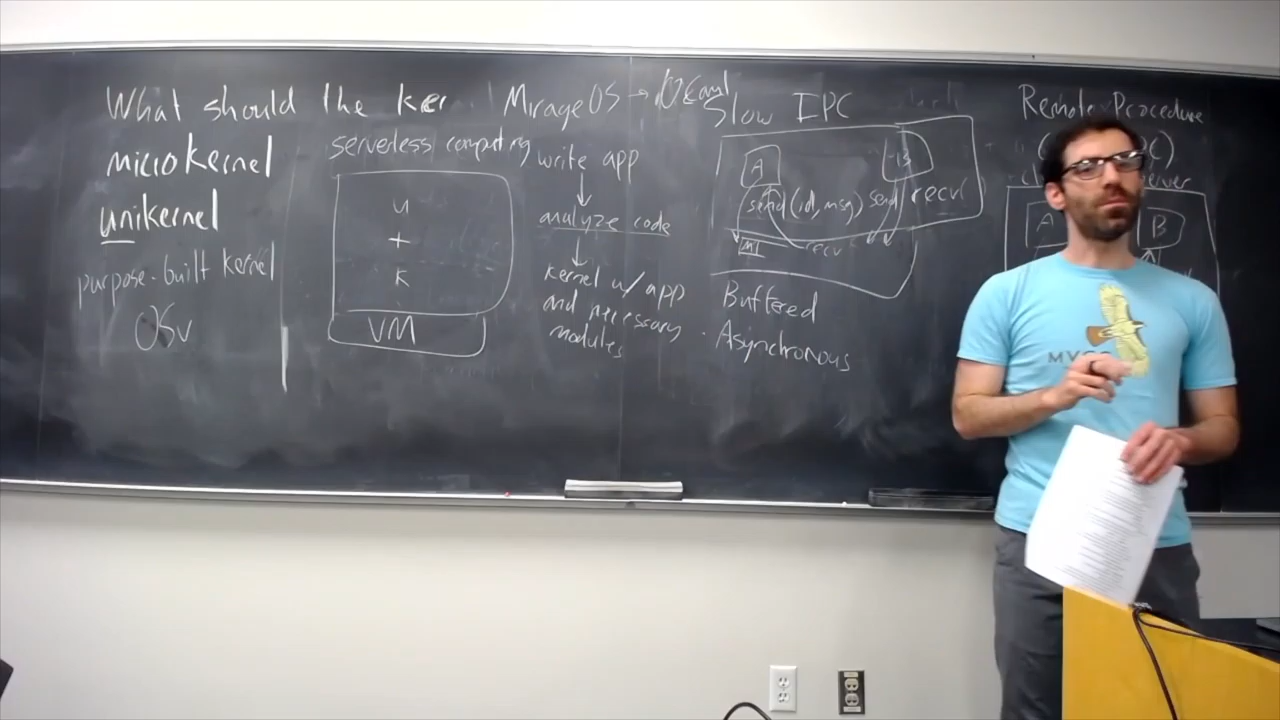 What should the ker
microkernel
unikernel
purpose-built kernel
OSv
serverless computing
u
+
k
VM
MirageOS → OCaml
write app
↓
analyze code
↓
kernel w/ app
and necessary
modules
Slow IPC
A
send(id, msg) send recv
M1
recv
Buffered
Asynchronous
Remote Procedure
A
B